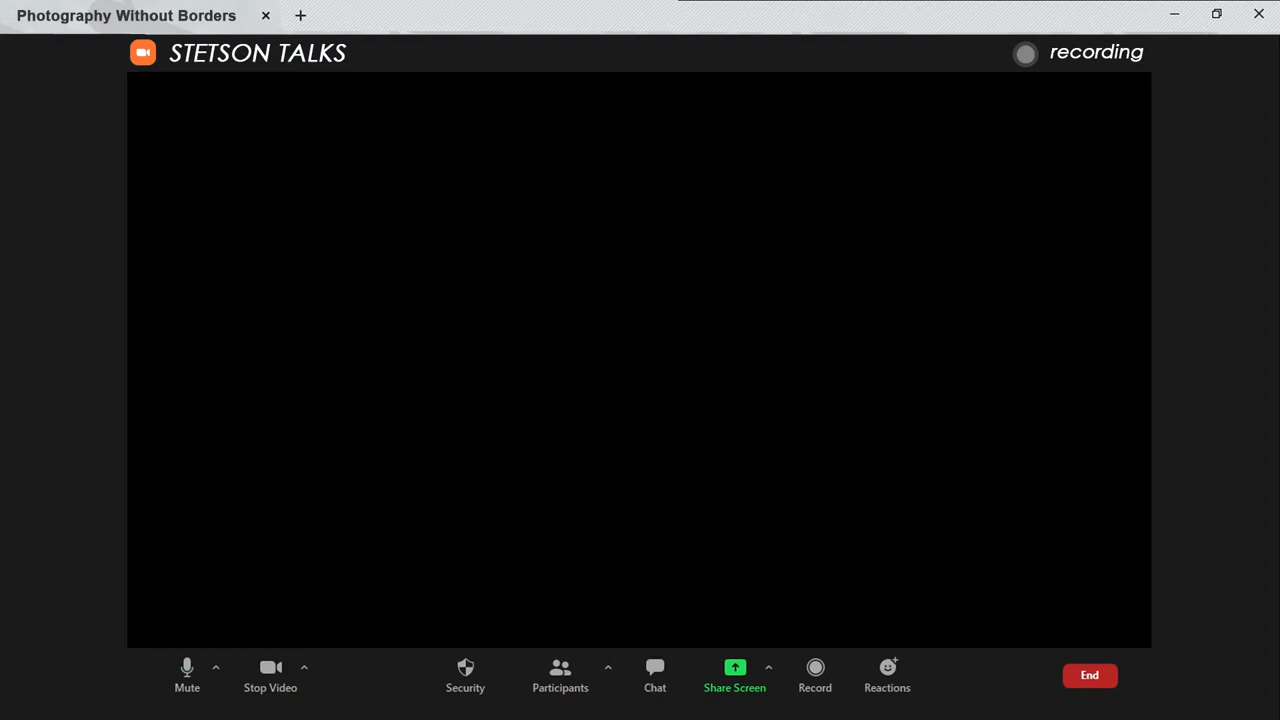 Photography Without Borders
STETSON TALKS
recording
Mute
Stop Video
Security
Participants
Chat
Share Screen
Record
Reactions
End